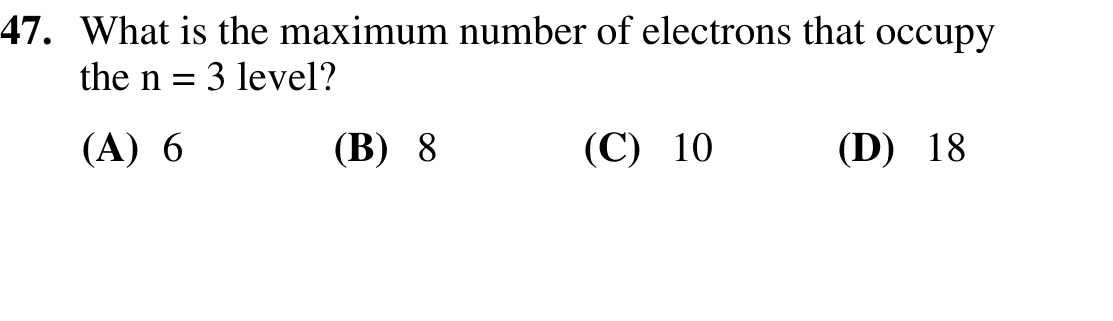 47. What is the maximum number of electrons that occupy
the n = 3 level?
(A) 6 (B) 8 (C) 10 (D) 18